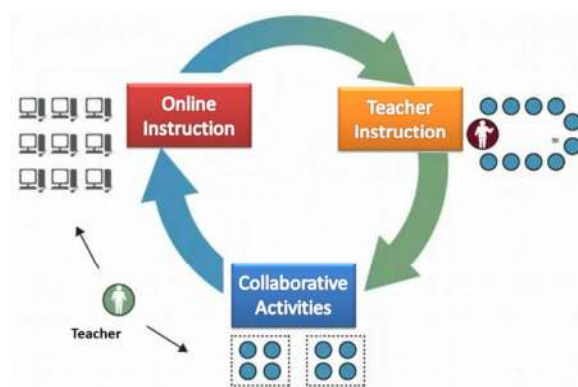 Online
Instruction
Teacher
Instruction
Collaborative
Activities
Teacher